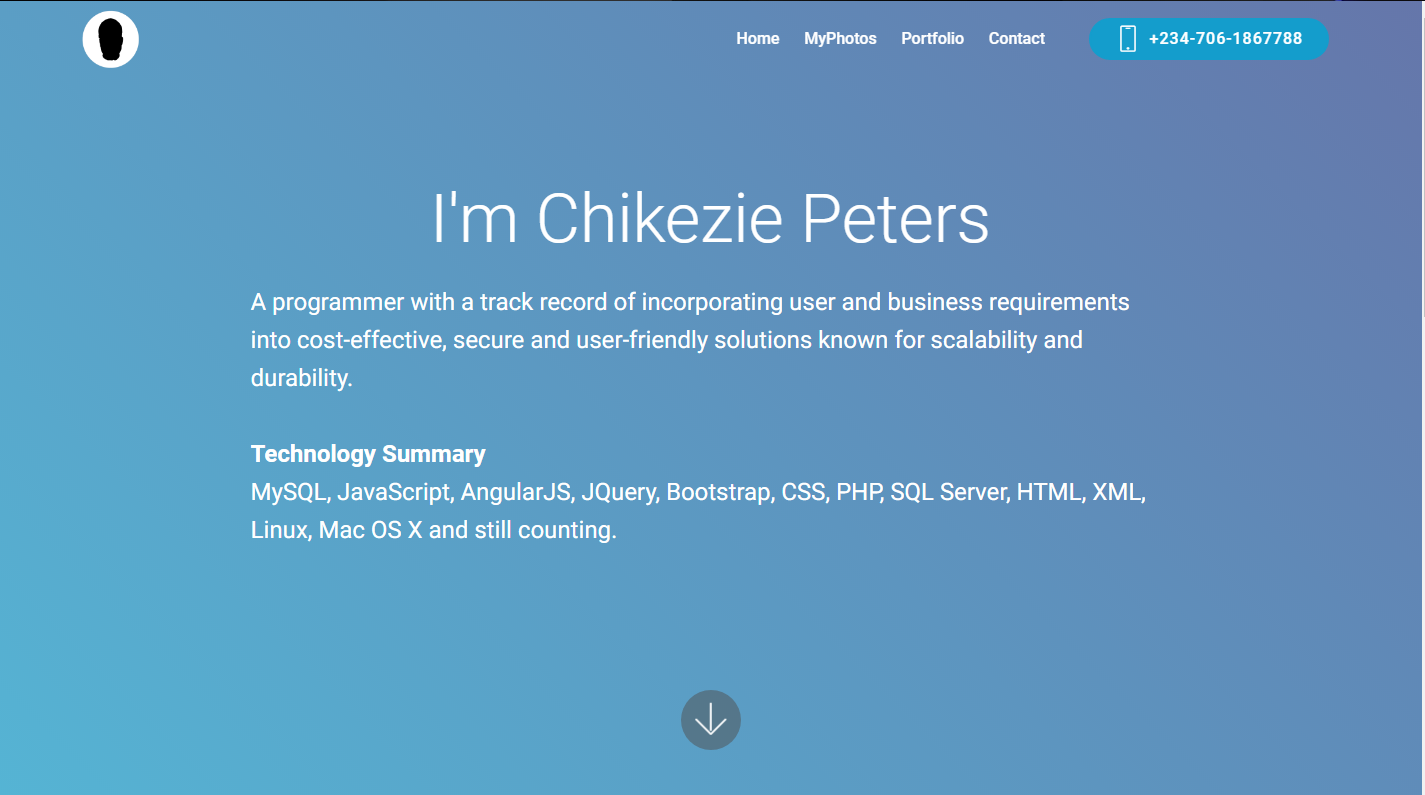 Home MyPhotos Portfolio Contact +234-706-1867788
I'm Chikezie Peters
A programmer with a track record of incorporating user and business requirements
into cost-effective, secure and user-friendly solutions known for scalability and
durability.
Technology Summary
MySQL, JavaScript, AngularJS, JQuery, Bootstrap, CSS, PHP, SQL Server, HTML, XML,
Linux, Mac OS X and still counting.